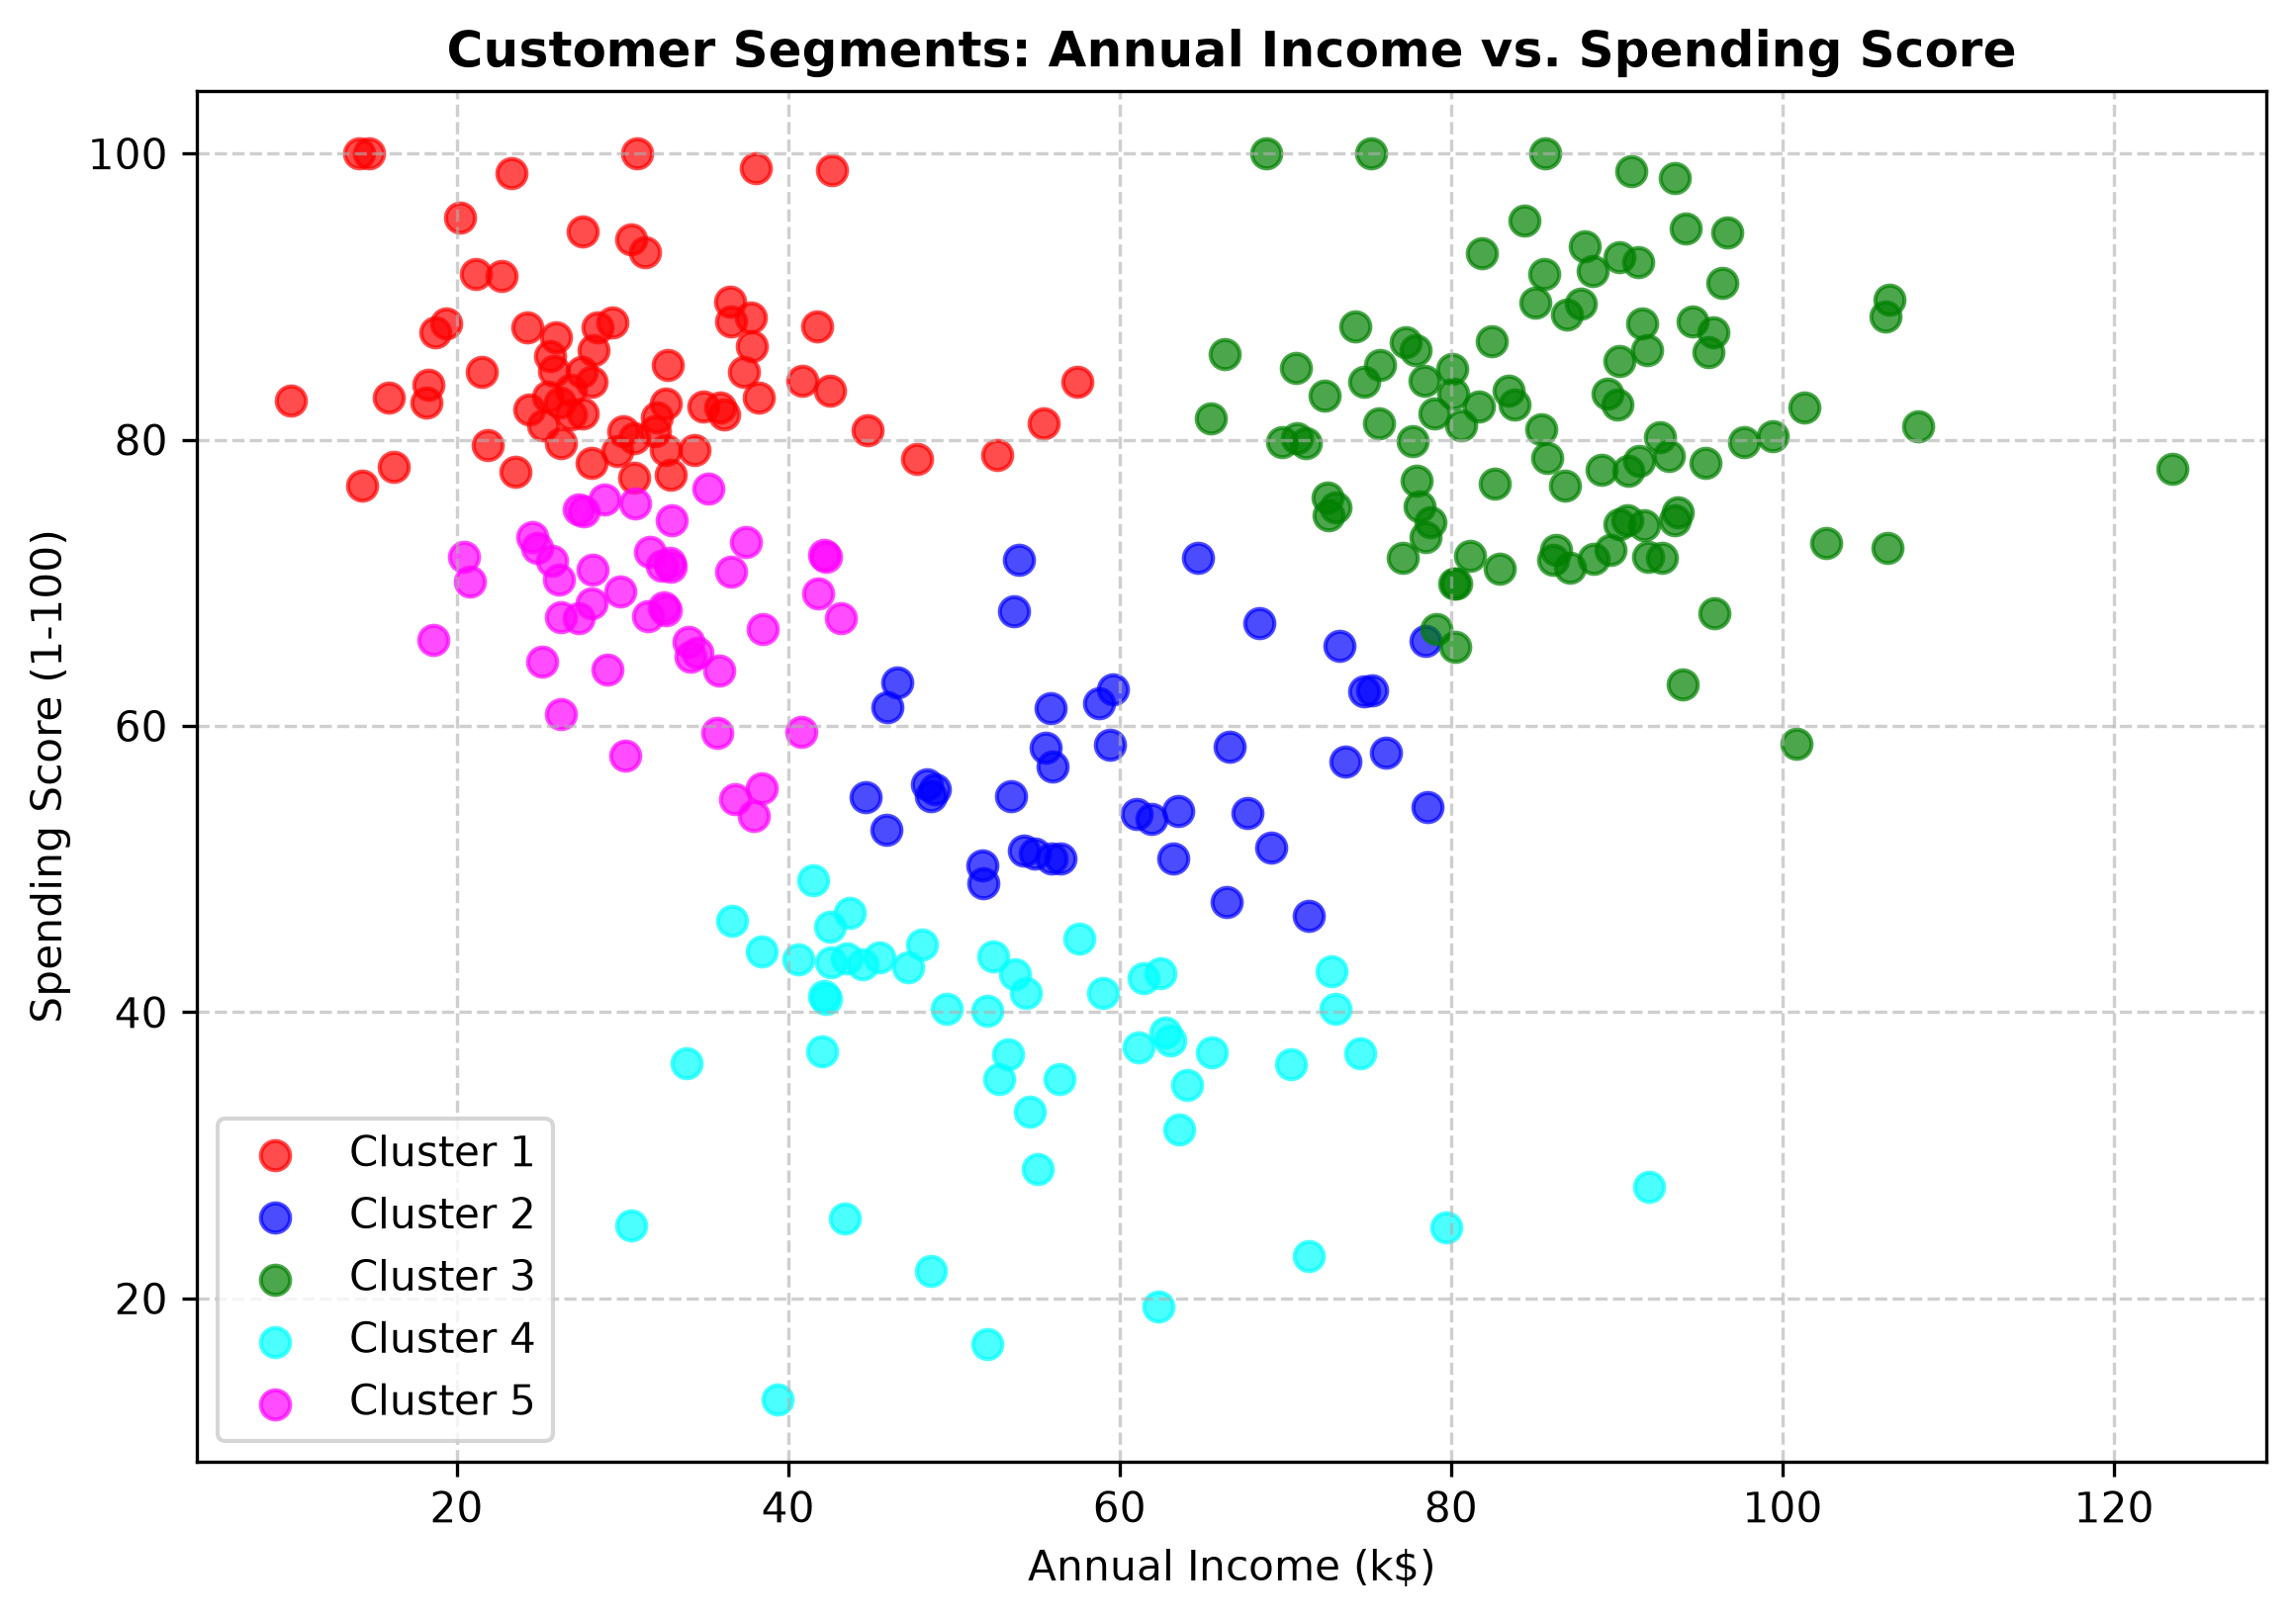 Customer Segments: Annual Income vs. Spending Score
100
80
60
40
20
Spending Score (1-100)
Cluster 1
Cluster 2
Cluster 3
Cluster 4
Cluster 5
20 40 60 80 100 120
Annual Income (k$)